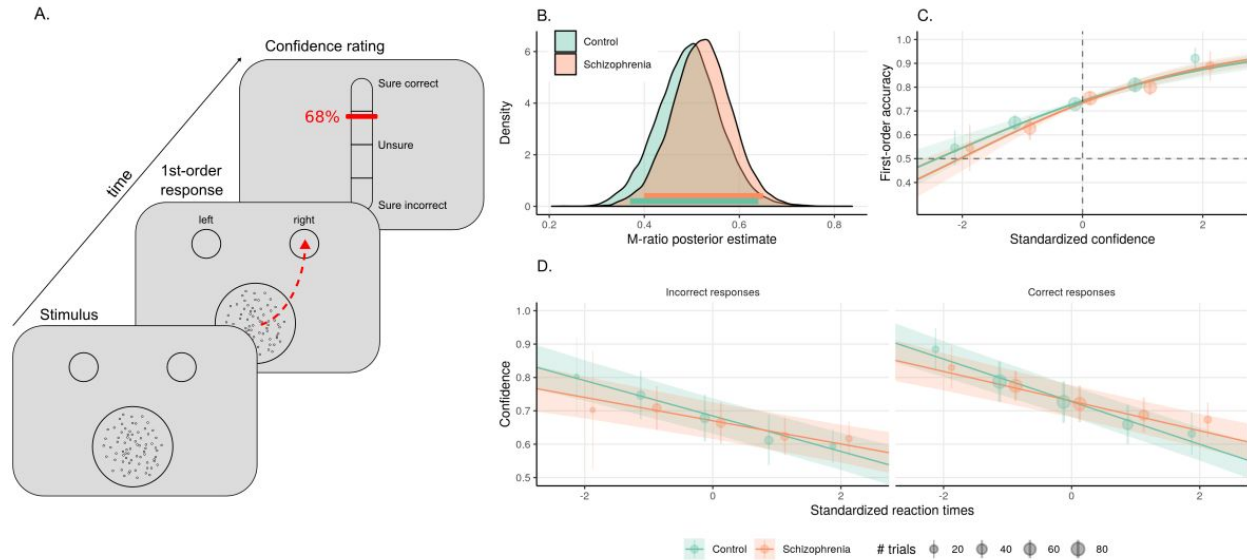 A.
Confidence rating
Sure correct
68%
Unsure
Sure incorrect
1st-order
response
time
left
right
Stimulus
B.
Control
Schizophrenia
Density
6
4
2
0
0.2
0.4
0.6
0.8
M-ratio posterior estimate
C.
First-order accuracy
1.0
0.9
0.8
0.7
0.6
0.5
0.4
-2
0
2
Standardized confidence
D.
Incorrect responses
Correct responses
Confidence
1.0
0.9
0.8
0.7
0.6
0.5
-2
0
2
-2
0
2
Standardized reaction times
Control
Schizophrenia
# trials
20
40
60
80